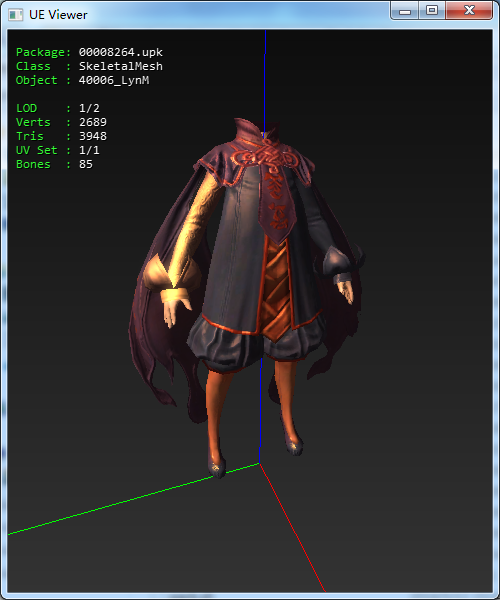 UE Viewer
Package: 00008264.upk
Class : SkeletalMesh
Object : 40006_LynM
LOD : 1/2
Verts : 2689
Tris : 3948
UV Set : 1/1
Bones : 85